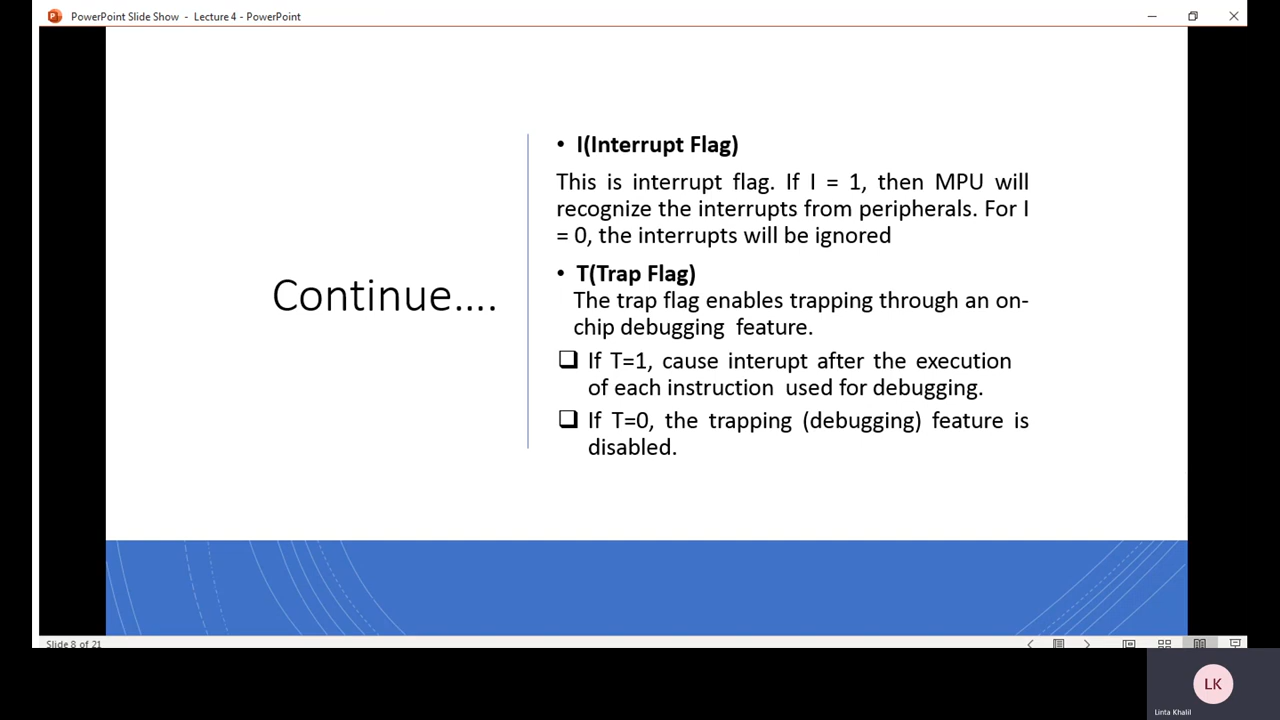 PowerPoint Slide Show - Lecture 4 - PowerPoint
Continue....
• I(Interrupt Flag)
This is interrupt flag. If I = 1, then MPU will
recognize the interrupts from peripherals. For I
= 0, the interrupts will be ignored
• T(Trap Flag)
The trap flag enables trapping through an on-
chip debugging feature.
❑ If T=1, cause interupt after the execution
of each instruction used for debugging.
❑ If T=0, the trapping (debugging) feature is
disabled.
Slide 8 of 21
LK
Linta Khalil